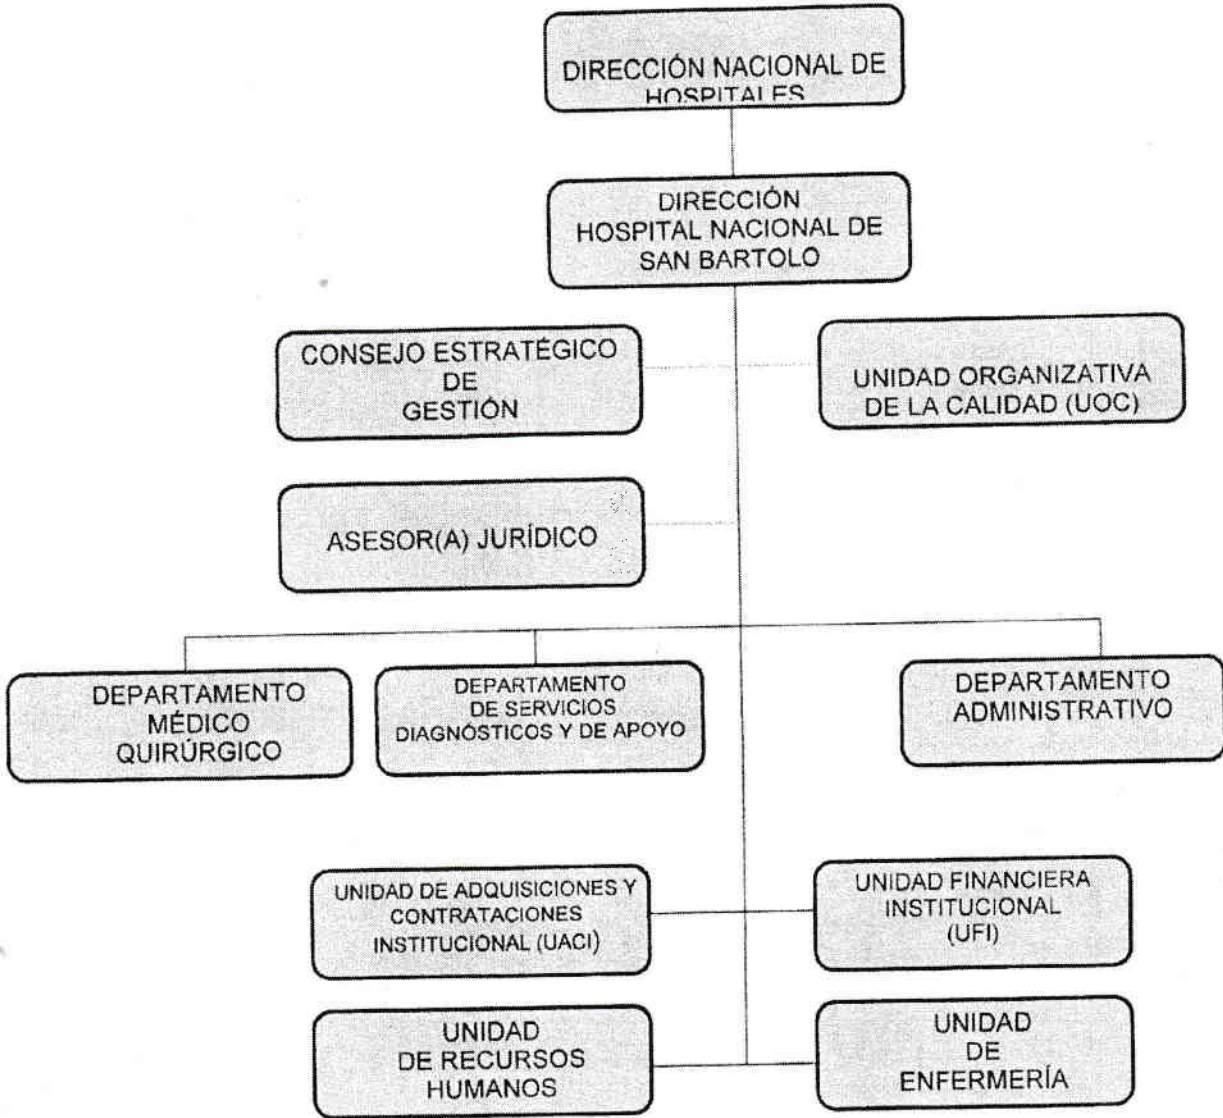 DIRECCIÓN NACIONAL DE
HOSPITALES
DIRECCIÓN
HOSPITAL NACIONAL DE
SAN BARTOLO
CONSEJO ESTRATÉGICO
DE
GESTIÓN
UNIDAD ORGANIZATIVA
DE LA CALIDAD (UOC)
ASESOR(A) JURÍDICO
DEPARTAMENTO
MÉDICO
QUIRÚRGICO
DEPARTAMENTO
DE SERVICIOS
DIAGNÓSTICOS Y DE APOYO
DEPARTAMENTO
ADMINISTRATIVO
UNIDAD DE ADQUISICIONES Y
CONTRATACIONES
INSTITUCIONAL (UACI)
UNIDAD FINANCIERA
INSTITUCIONAL
(UFI)
UNIDAD
DE RECURSOS
HUMANOS
UNIDAD
DE
ENFERMERÍA